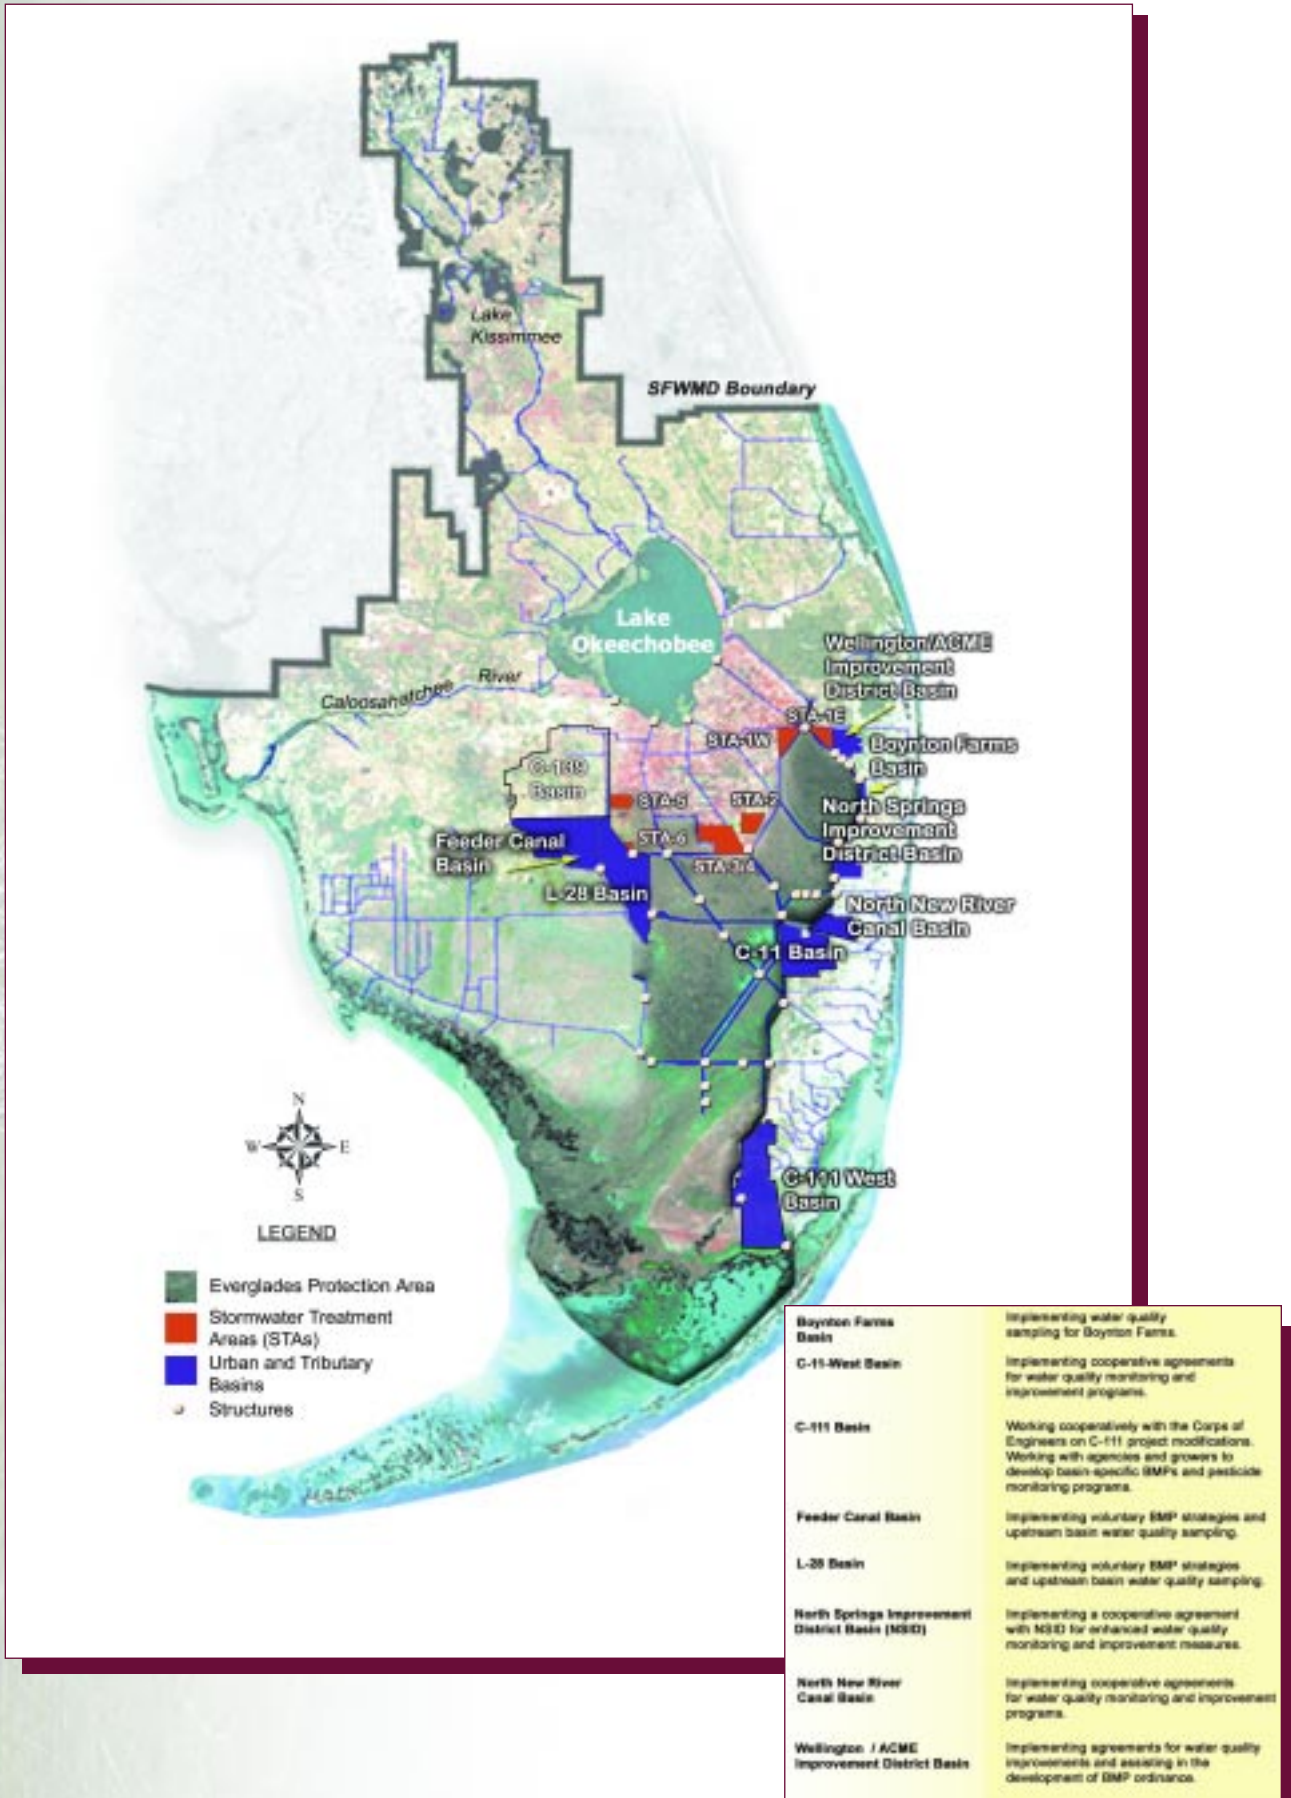 Lake
Kissimmee
SFWMD Boundary
Lake
Okeechobee
Caloosahatchee River
Wellington/ACME
Improvement
District Basin
STA-1E
STA-1W
Boynton Farms
Basin
C-139
Basin
STA-5
STA-2
North Springs
Improvement
District Basin
STA-6
STA-3/4
Feeder Canal
Basin
L-28 Basin
North New River
Canal Basin
C-11 Basin
C-111 West
Basin
N
W E
S
LEGEND
Everglades Protection Area
Stormwater Treatment
Areas (STAs)
Urban and Tributary
Basins
Structures
Boynton Farms
Basin
Implementing water quality
sampling for Boynton Farms.
C-11-West Basin
Implementing cooperative agreements
for water quality monitoring and
improvement programs.
C-111 Basin
Working cooperatively with the Corps of
Engineers on C-111 project modifications.
Working with agencies and growers to
develop basin-specific BMPs and pesticide
monitoring programs.
Feeder Canal Basin
Implementing voluntary BMP strategies and
upstream basin water quality sampling.
L-28 Basin
Implementing voluntary BMP strategies
and upstream basin water quality sampling.
North Springs Improvement
District Basin (NSID)
Implementing a cooperative agreement
with NSID for enhanced water quality
monitoring and improvement measures.
North New River
Canal Basin
Implementing cooperative agreements
for water quality monitoring and improvement
programs.
Wellington / ACME
Improvement District Basin
Implementing agreements for water quality
improvements and assisting in the
development of BMP ordinance.